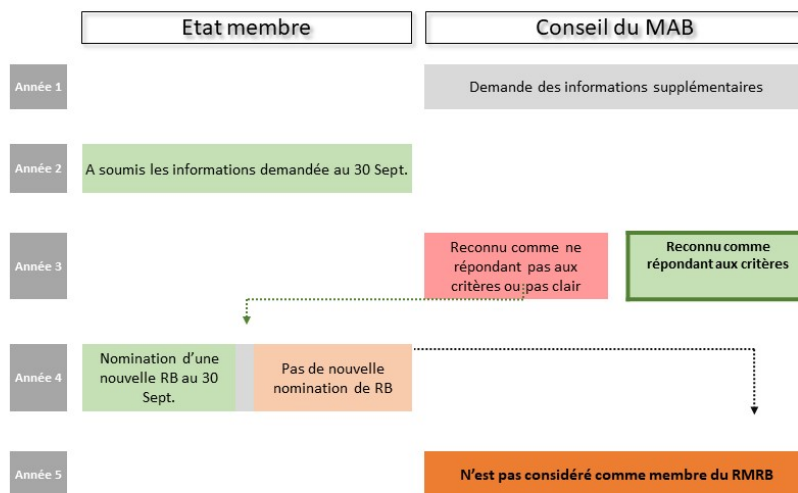 Etat membre
Conseil du MAB
Année 1
Demande des informations supplémentaires
Année 2
A soumis les informations demandée au 30 Sept.
Année 3
Reconnu comme ne
répondant pas aux
critères ou pas clair
Reconnu comme
répondant aux critères
Année 4
Nomination d'une
nouvelle RB au 30
Sept.
Pas de nouvelle
nomination de RB
Année 5
N'est pas considéré comme membre du RMRB